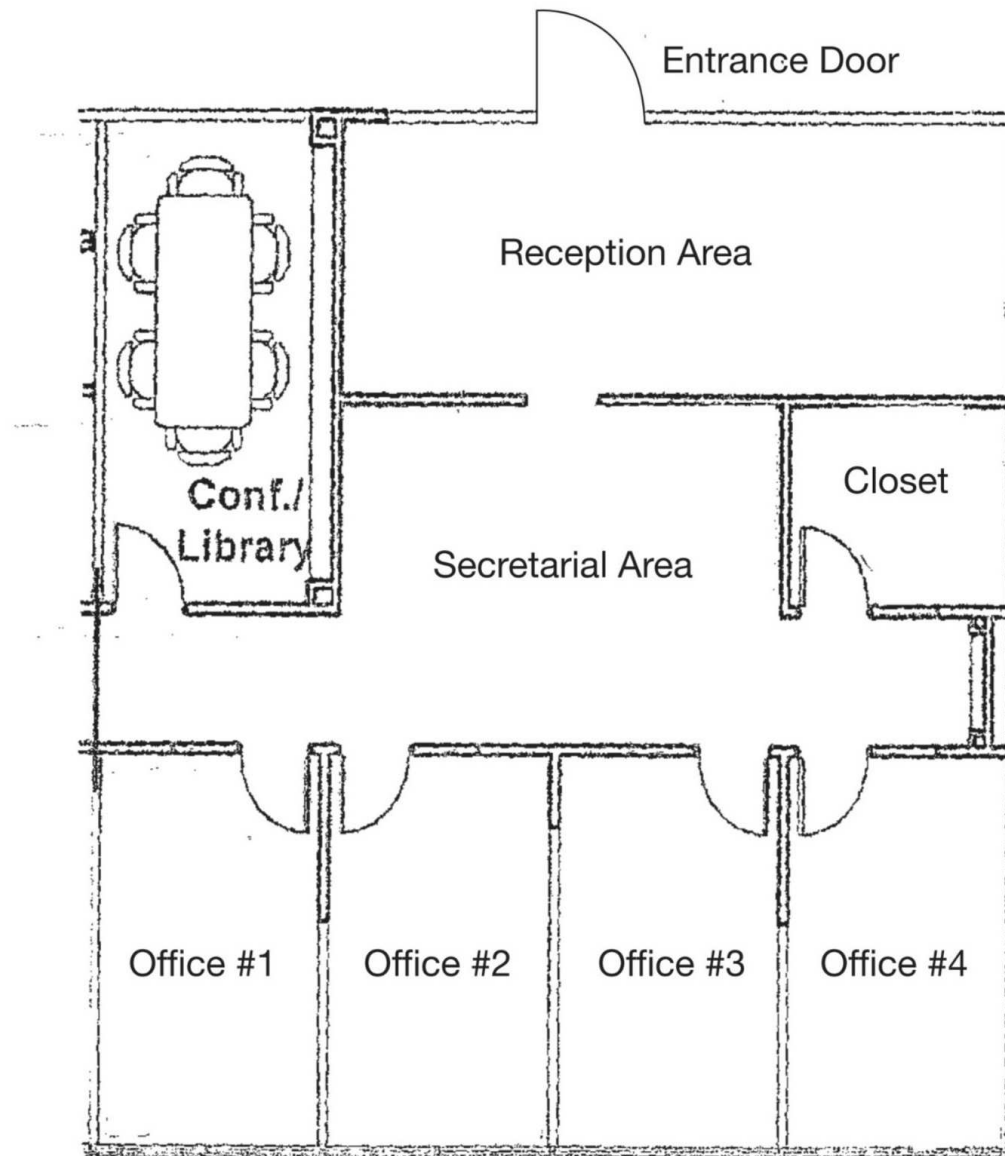 Entrance Door
Reception Area
Closet
Conf./
Library
Secretarial Area
Office #1
Office #2
Office #3
Office #4